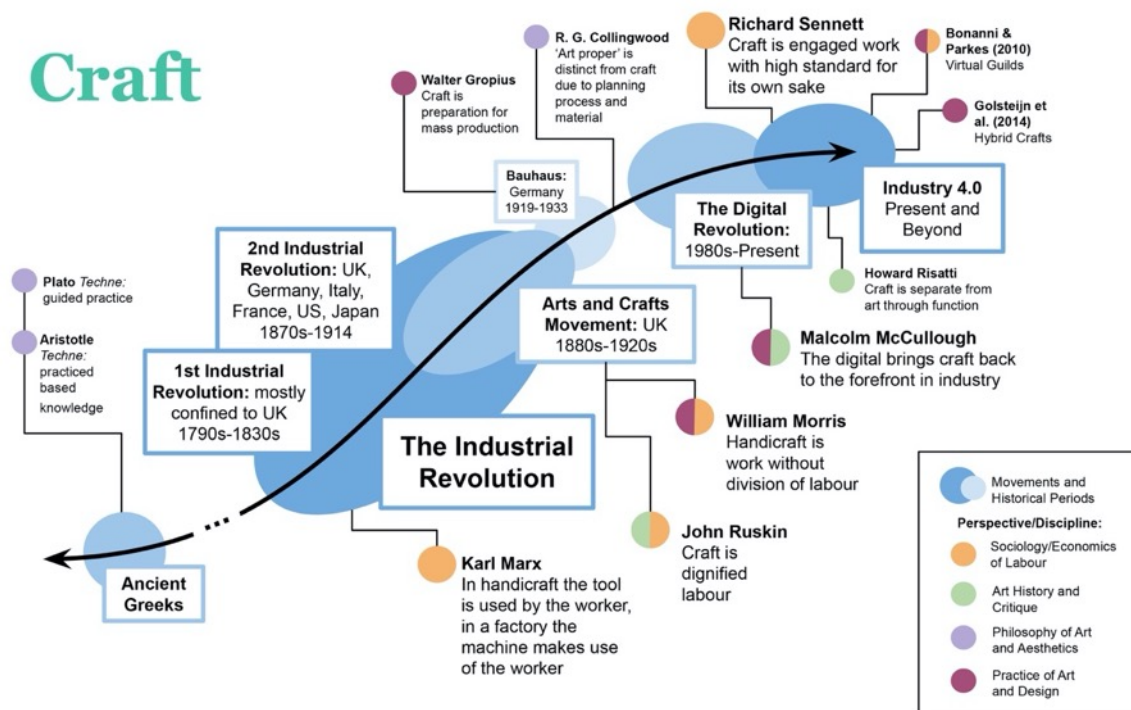 Craft
Plato Techne:
guided practice
Aristotle
Techne:
practiced
based
knowledge
Ancient
Greeks
1st Industrial
Revolution: mostly
confined to UK
1790s-1830s
2nd Industrial
Revolution: UK,
Germany, Italy,
France, US, Japan
1870s-1914
The Industrial
Revolution
Karl Marx
In handicraft the tool
is used by the worker,
in a factory the
machine makes use
of the worker
Walter Gropius
Craft is
preparation for
mass production
Bauhaus:
Germany
1919-1933
R. G. Collingwood
‘Art proper’ is
distinct from craft
due to planning
process and
material
Arts and Crafts
Movement: UK
1880s-1920s
William Morris
Handicraft is
work without
division of labour
John Ruskin
Craft is
dignified
labour
Richard Sennett
Craft is engaged work
with high standard for
its own sake
The Digital
Revolution:
1980s-Present
Malcolm McCullough
The digital brings craft back
to the forefront in industry
Bonanni &
Parkes (2010)
Virtual Guilds
Golsteijn et
al. (2014)
Hybrid Crafts
Industry 4.0
Present and
Beyond
Howard Risatti
Craft is separate from
art through function
Movements and
Historical Periods
Perspective/Discipline:
Sociology/Economics
of Labour
Art History and
Critique
Philosophy of Art
and Aesthetics
Practice of Art
and Design